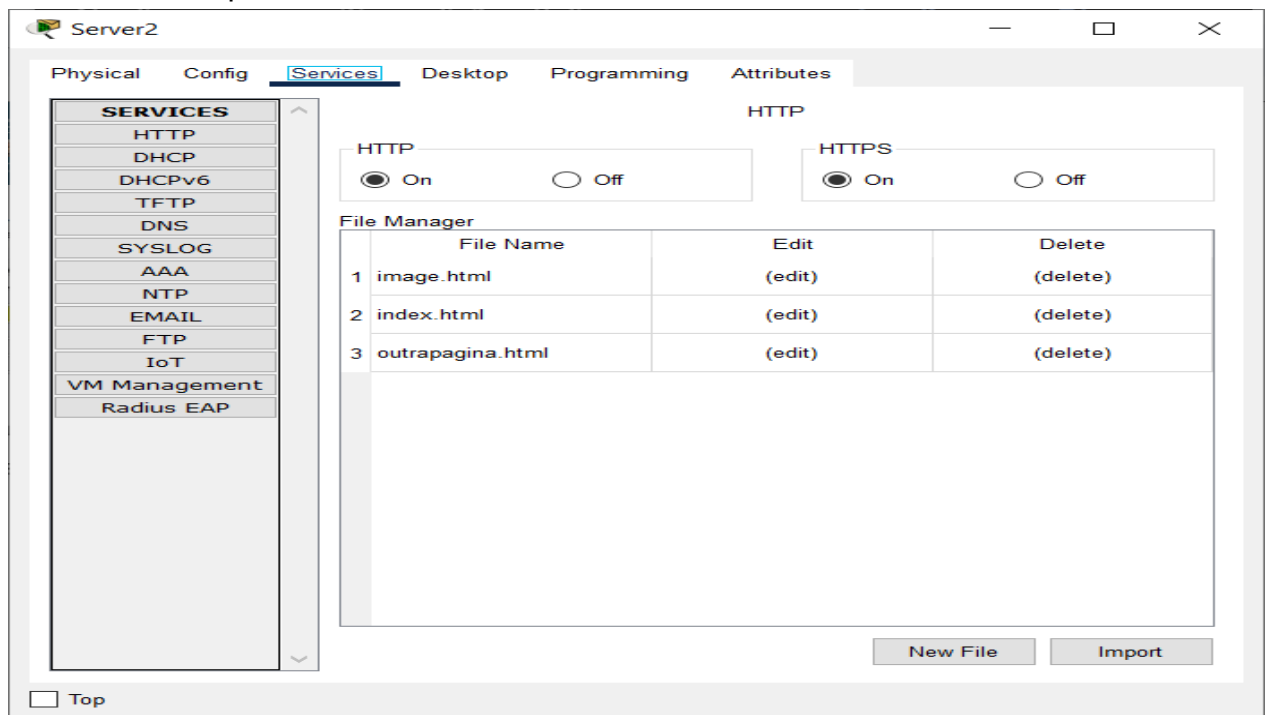 Server2
Physical Config Services Desktop Programming Attributes
SERVICES
HTTP
DHCP
DHCPv6
TFTP
DNS
SYSLOG
AAA
NTP
EMAIL
FTP
IoT
VM Management
Radius EAP
HTTP
HTTP
On Off
HTTPS
On Off
File Manager
File Name Edit Delete
1 image.html (edit) (delete)
2 index.html (edit) (delete)
3 outrapagina.html (edit) (delete)
New File Import
Top